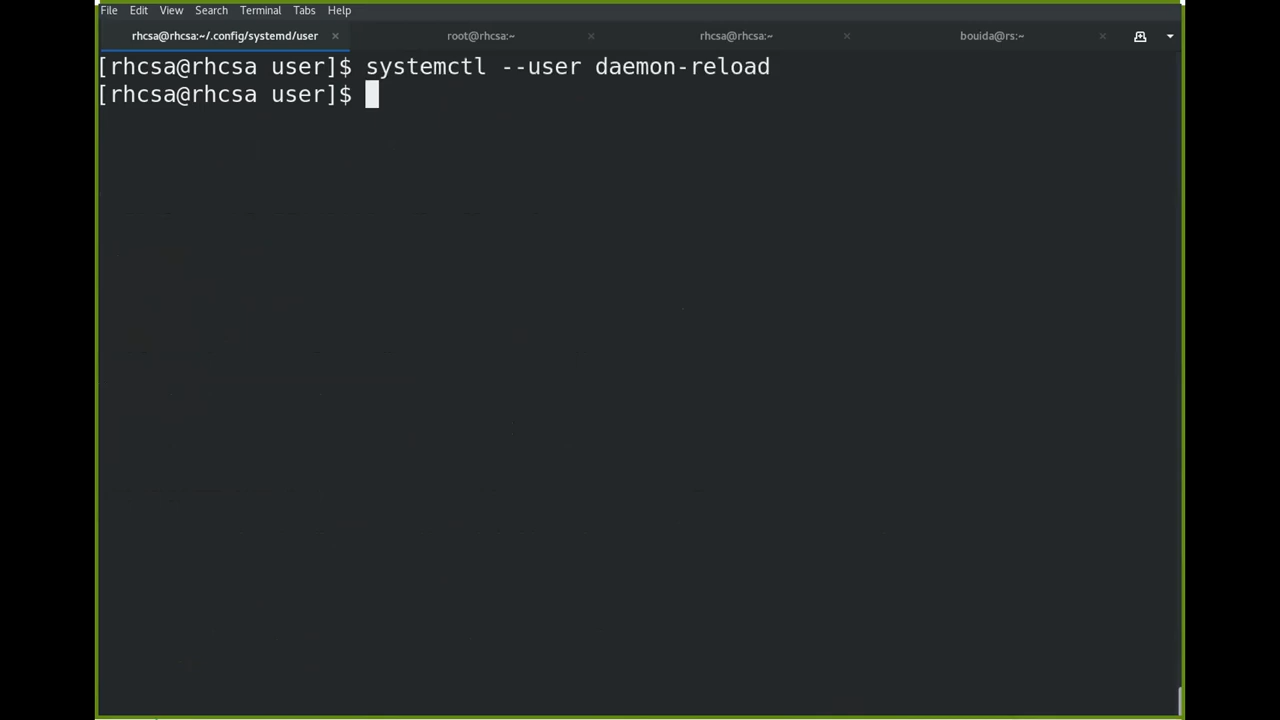 File Edit View Search Terminal Tabs Help
rhcsa@rhcsa:~/.config/systemd/user × root@rhcsa:~ × rhcsa@rhcsa:~ × bouida@rs:~ ×
[rhcsa@rhcsa user]$ systemctl --user daemon-reload
[rhcsa@rhcsa user]$